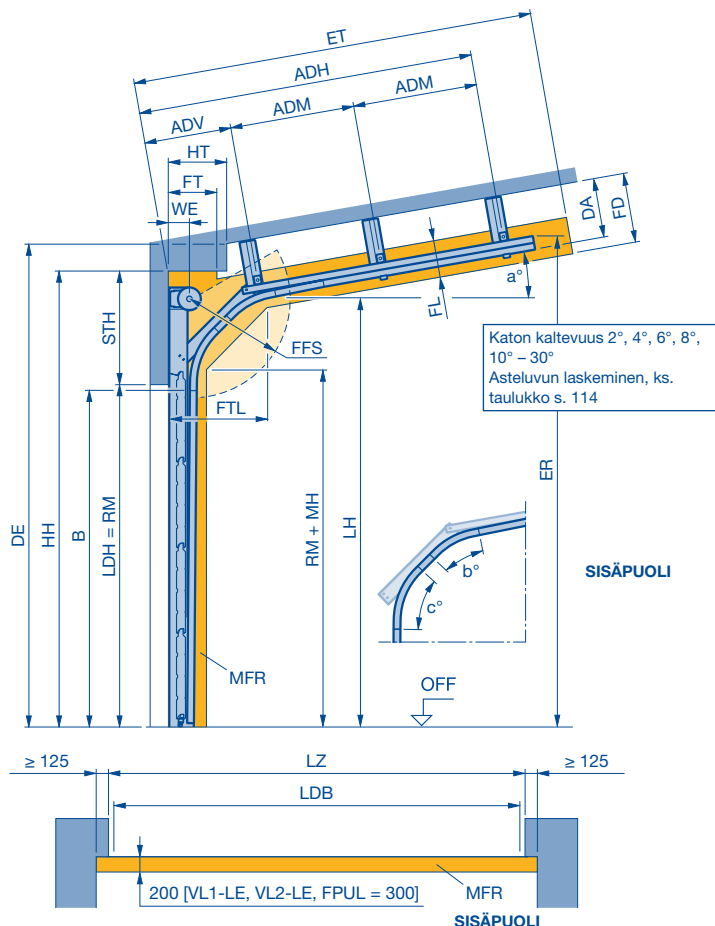 ET
ADH
ADM
ADM
ADV
HT
FT
WE
DA
FD
a°
FL
STH
FFS
FTL
Katon kaltevuus 2°, 4°, 6°, 8°,
10° – 30°
Asteluvun laskeminen, ks.
taulukko s. 114
DE
HH
B
LDH = RM
RM + MH
LH
ER
b°
c°
SISÄPUOLI
MFR
OFF
≥ 125
LZ
≥ 125
LDB
200 [VL1-LE, VL2-LE, FPUL = 300]
MFR
SISÄPUOLI